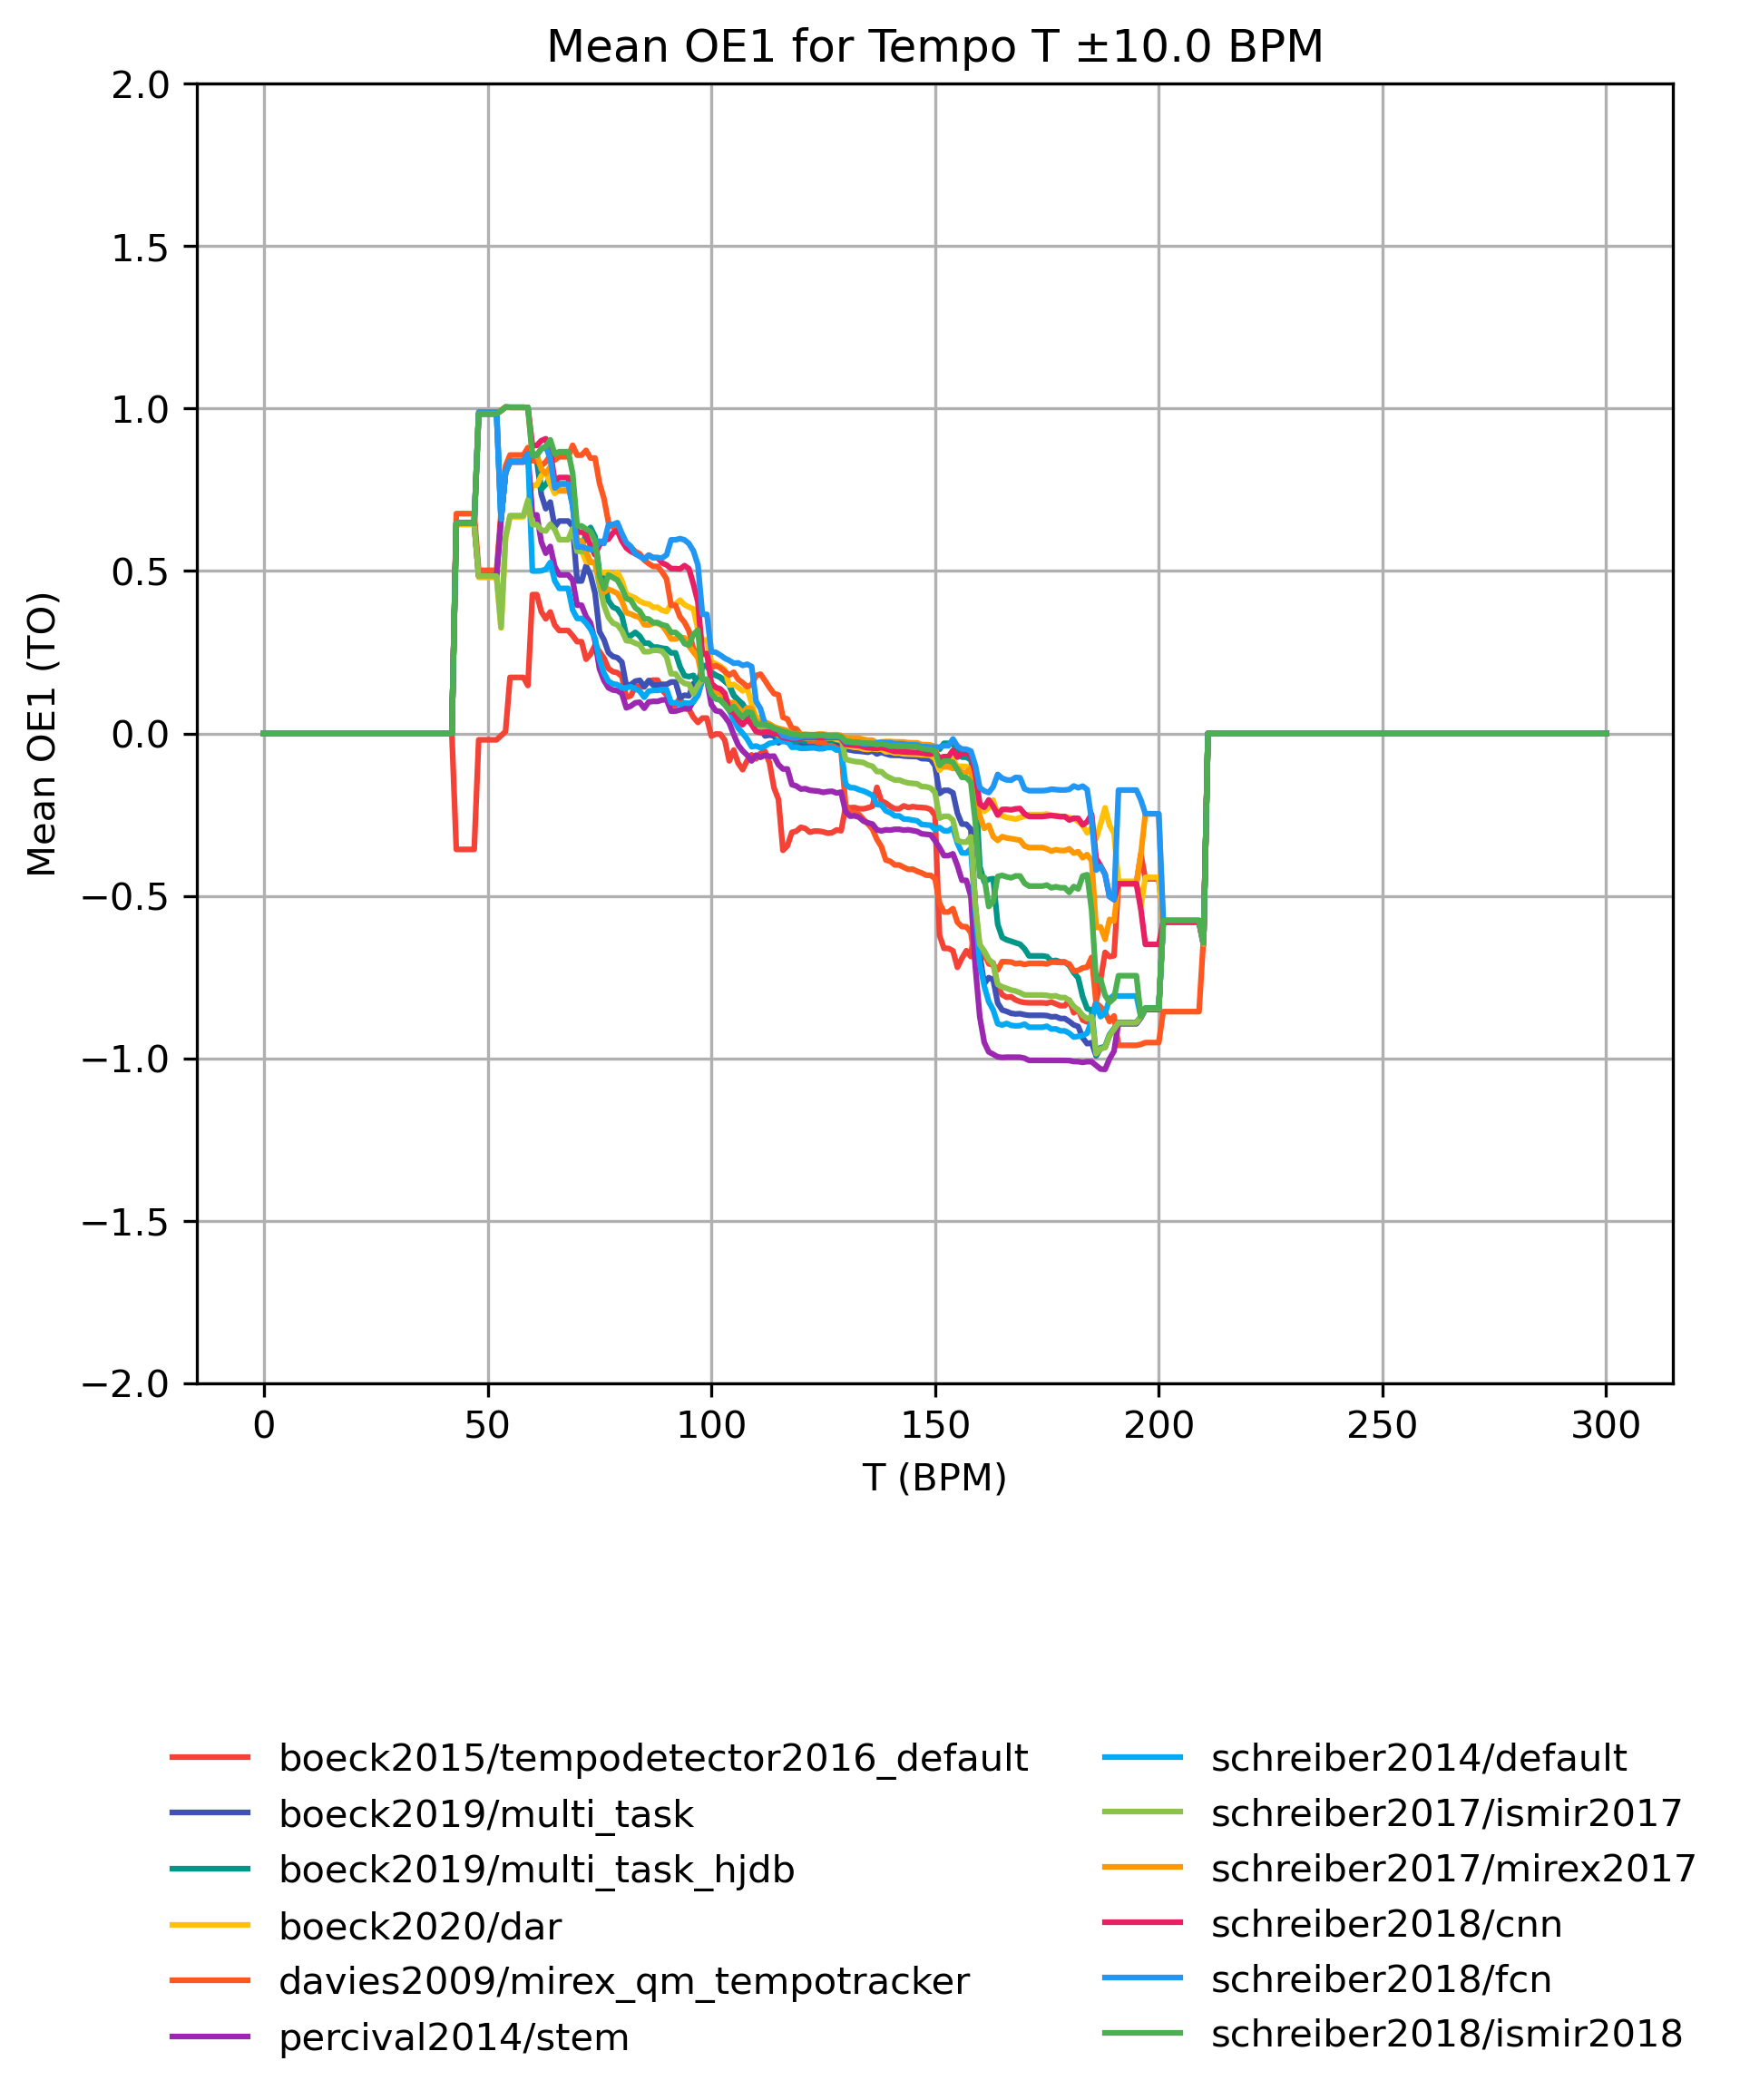 Mean OE1 for Tempo T ±10.0 BPM
2.0
1.5
1.0
0.5
0.0
−0.5
−1.0
−1.5
−2.0
Mean OE1 (TO)
0 50 100 150 200 250 300
T (BPM)
boeck2015/tempodetector2016_default
boeck2019/multi_task
boeck2019/multi_task_hjdb
boeck2020/dar
davies2009/mirex_qm_tempotracker
percival2014/stem
schreiber2014/default
schreiber2017/ismir2017
schreiber2017/mirex2017
schreiber2018/cnn
schreiber2018/fcn
schreiber2018/ismir2018